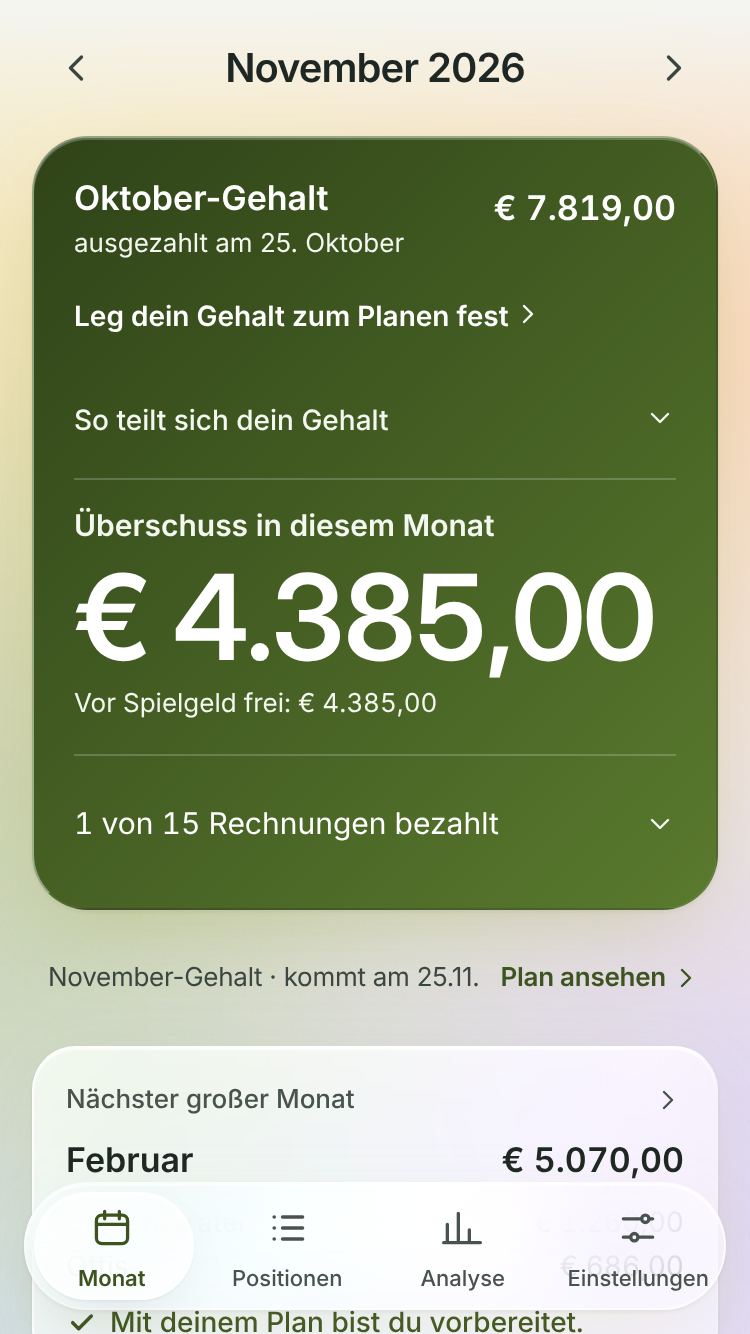 November 2026
Oktober-Gehalt
€ 7.819,00
ausgezahlt am 25. Oktober
Leg dein Gehalt zum Planen fest
So teilt sich dein Gehalt
Überschuss in diesem Monat
€ 4.385,00
Vor Spielgeld frei: € 4.385,00
1 von 15 Rechnungen bezahlt
November-Gehalt · kommt am 25.11. Plan ansehen
Nächster großer Monat
Februar € 5.070,00
€ 686,00
Monat Positionen Analyse Einstellungen
Mit deinem Plan bist du vorbereitet.